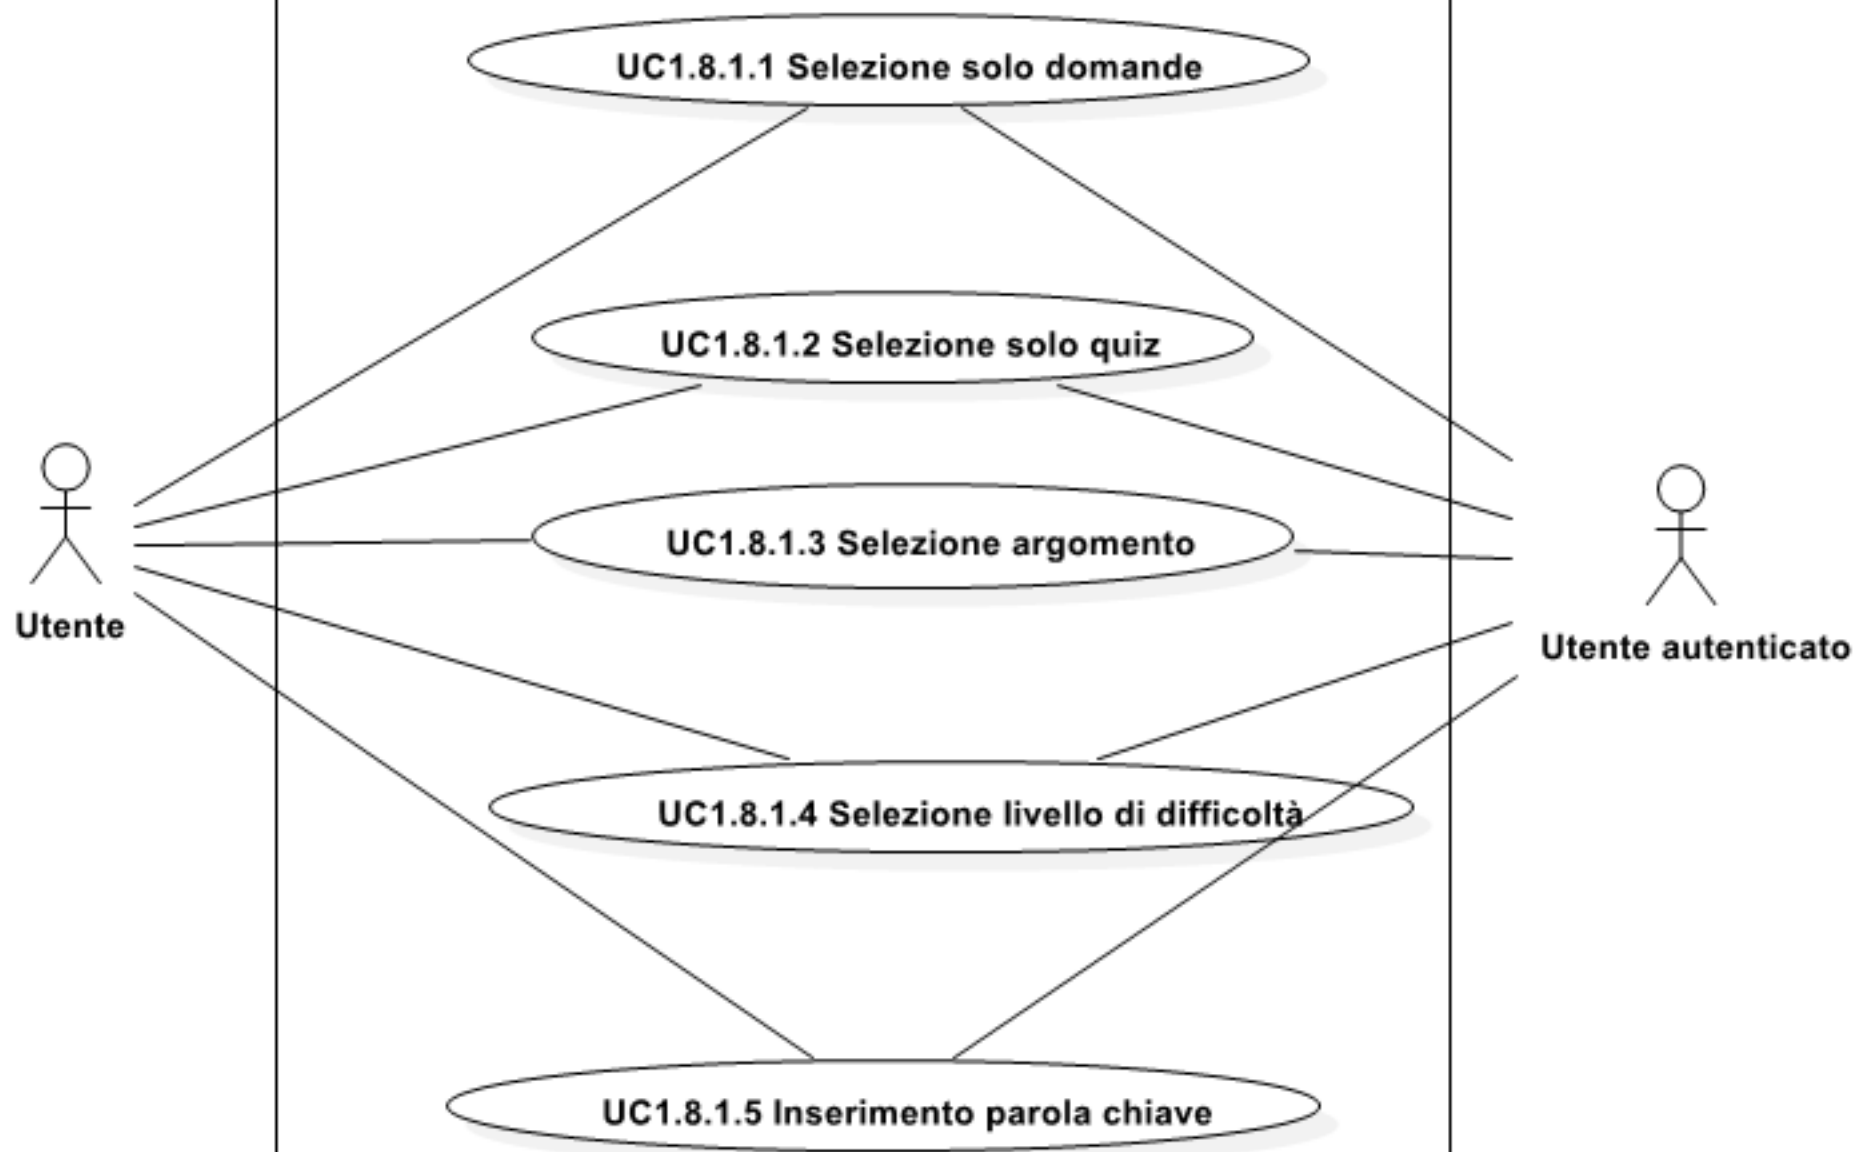 UC1.8.1.1 Selezione solo domande
UC1.8.1.2 Selezione solo quiz
UC1.8.1.3 Selezione argomento
Utente
Utente autenticato
UC1.8.1.4 Selezione livello di difficoltà
UC1.8.1.5 Inserimento parola chiave